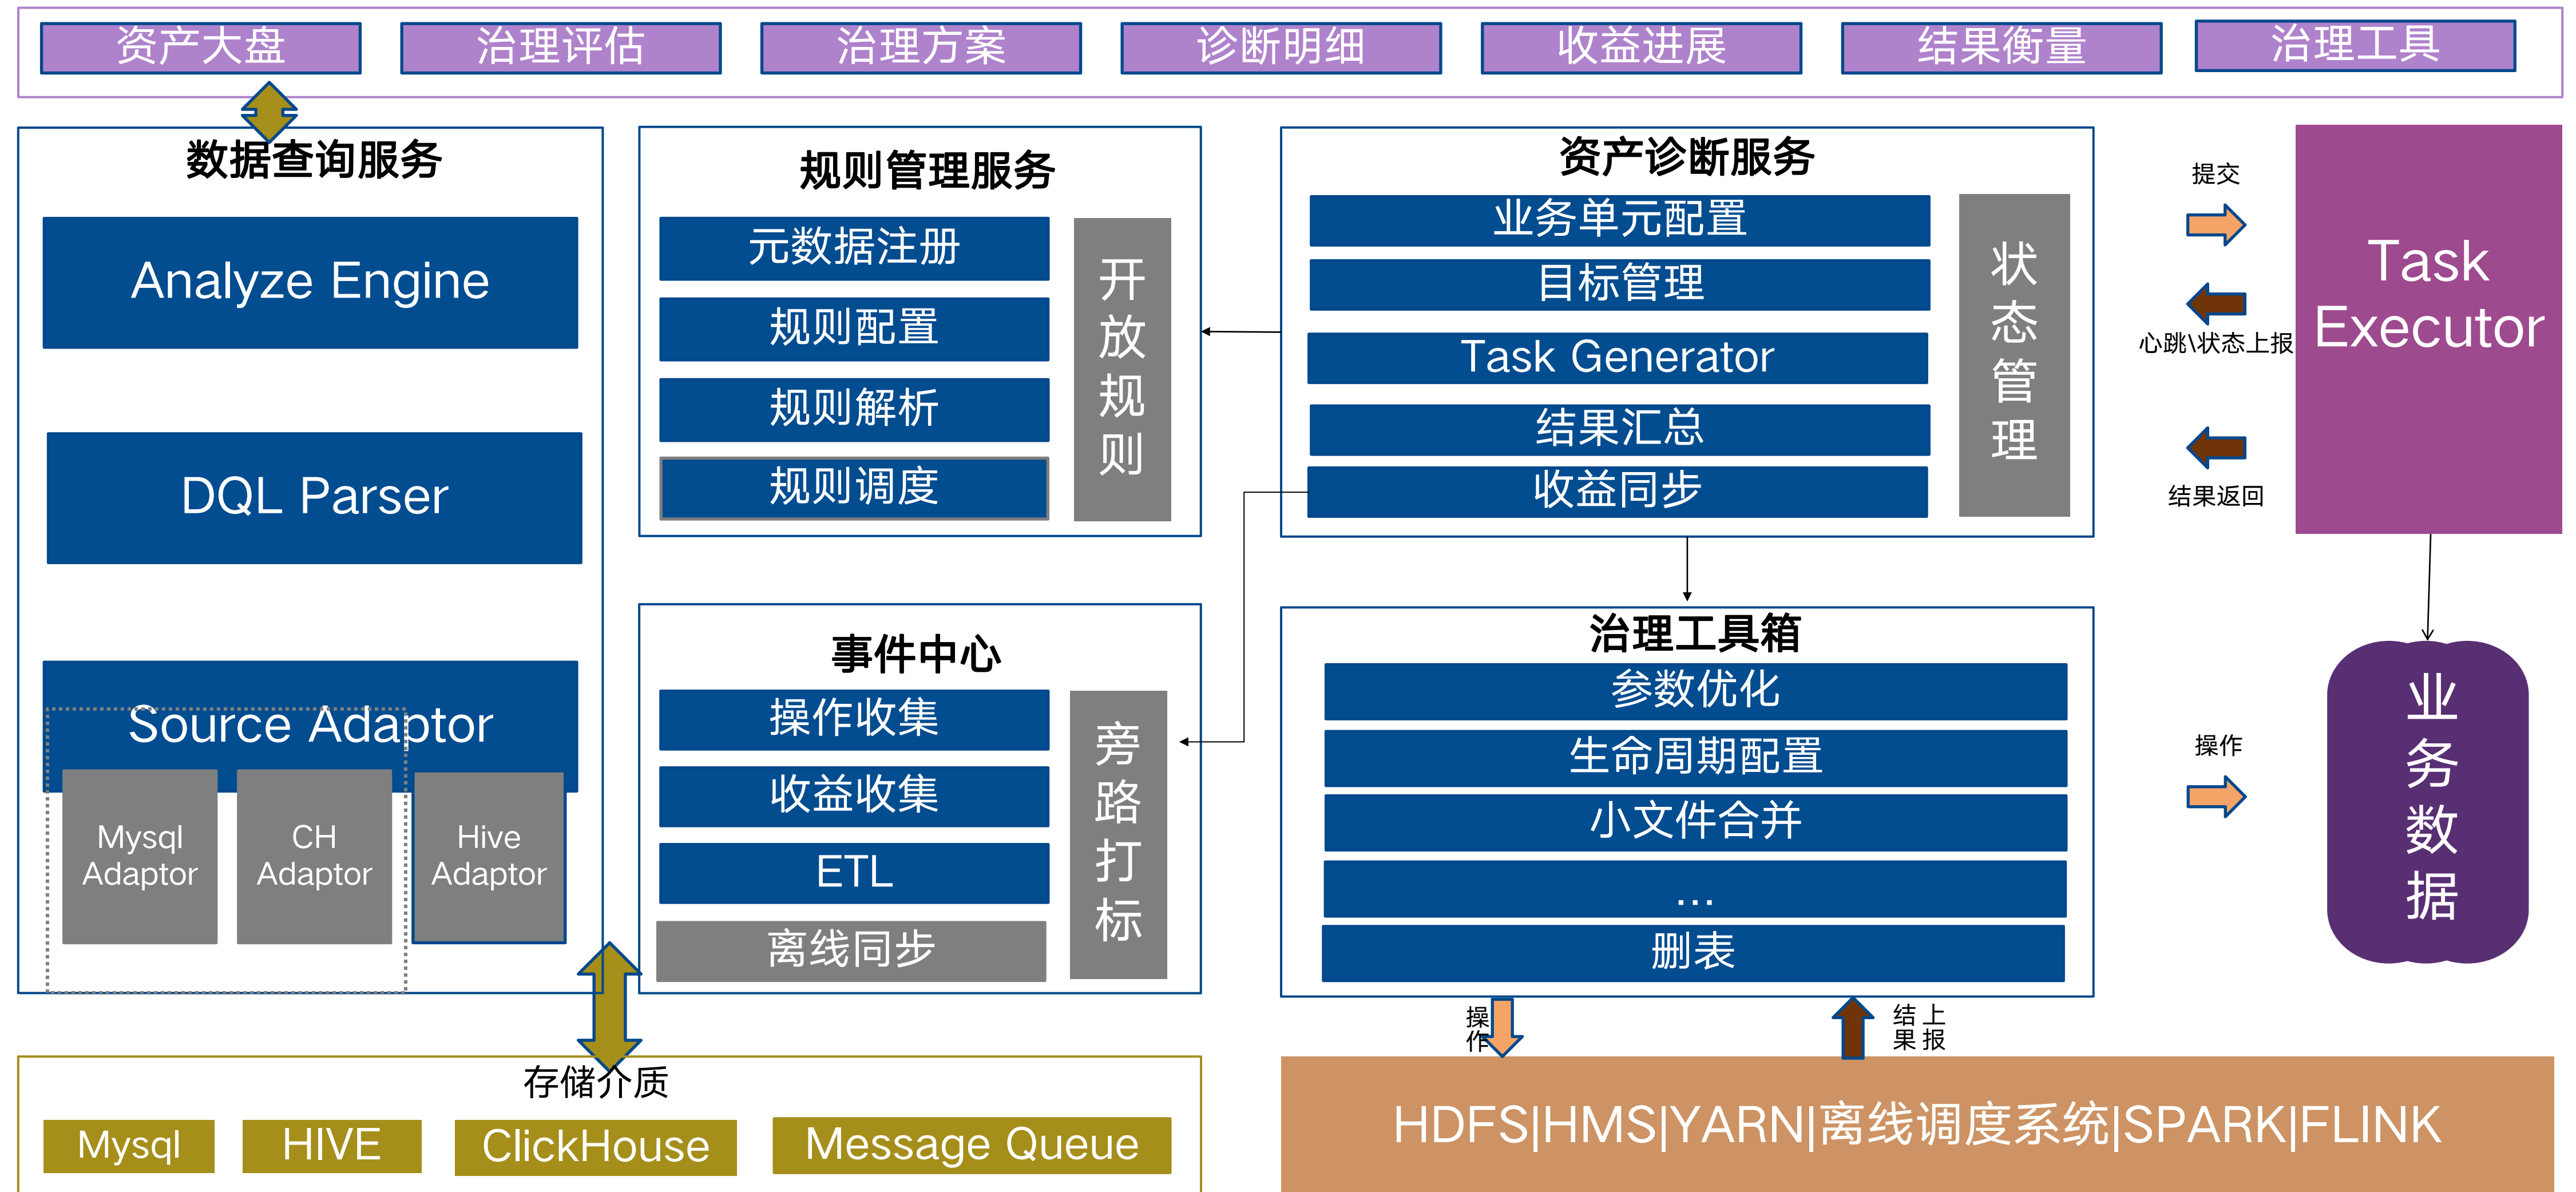 资产大盘
治理评估
治理方案
诊断明细
收益进展
结果衡量
治理工具
数据查询服务
Analyze Engine
DQL Parser
Source Adaptor
Mysql
Adaptor
CH
Adaptor
Hive
Adaptor
规则管理服务
元数据注册
规则配置
规则解析
规则调度
开放规则
事件中心
操作收集
收益收集
ETL
离线同步
旁路打标
资产诊断服务
业务单元配置
目标管理
Task Generator
结果汇总
收益同步
状态管理
治理工具箱
参数优化
生命周期配置
小文件合并
...
删表
提交
心跳\状态上报
结果返回
Task
Executor
操作
业务数据
操作
结果上报
存储介质
Mysql
HIVE
ClickHouse
Message Queue
HDFS|HMS|YARN|离线调度系统|SPARK|FLINK